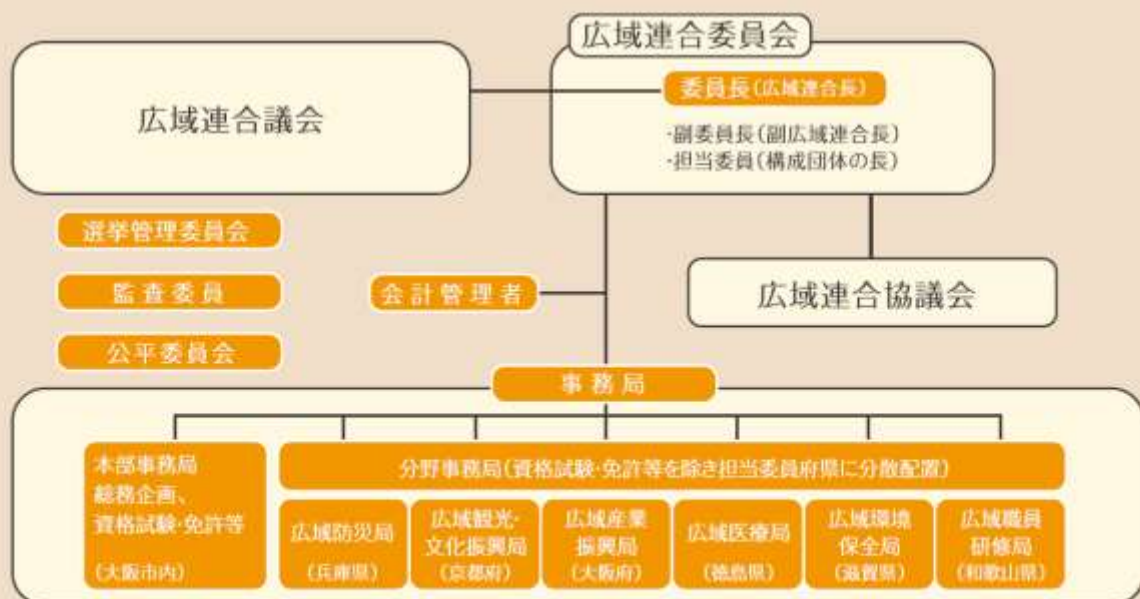 広域連合委員会
広域連合議会
委員長(広域連合長)
・副委員長(副広域連合長)
・担当委員(構成団体の長)
選挙管理委員会
監査委員
公平委員会
会計管理者
広域連合協議会
事務局
本部事務局
総務企画、
資格試験・免許等
(大阪市内)
分野事務局(資格試験・免許等を除き担当委員府県に分散配置)
広域防災局
(兵庫県)
広域観光・
文化振興局
(京都府)
広域産業
振興局
(大阪府)
広域医療局
(徳島県)
広域環境
保全局
(滋賀県)
広域職員
研修局
(和歌山県)